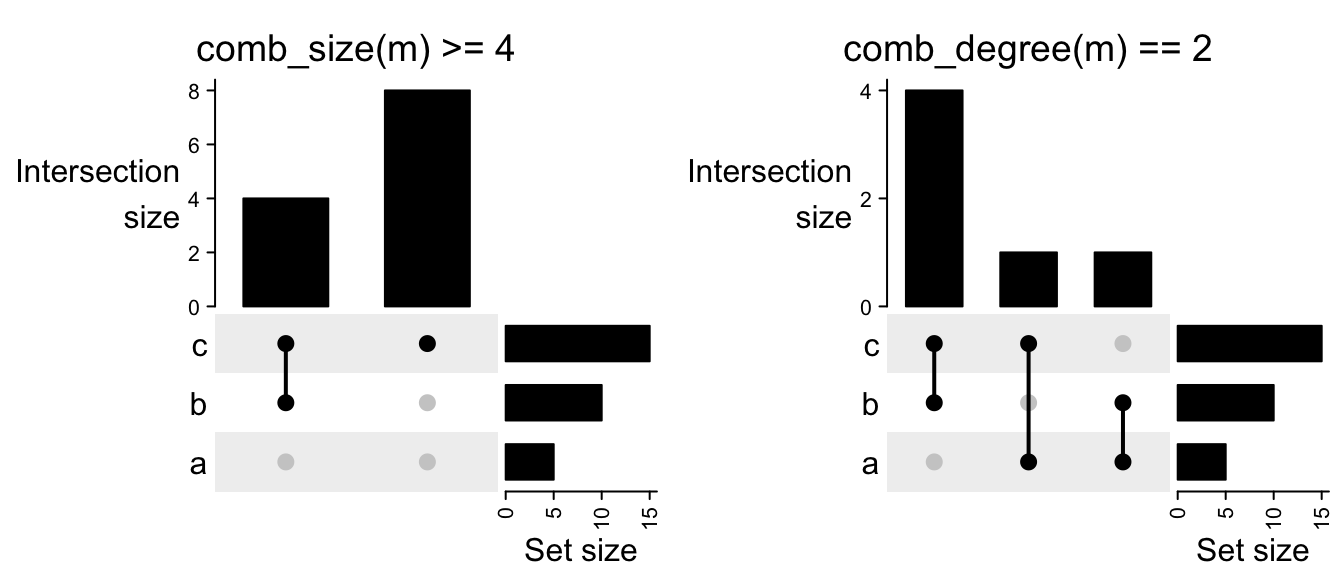 comb_size(m) >= 4
8
6
4
2
0
Intersection
size
c
b
a
0 5 10 15
Set size
comb_degree(m) == 2
4
2
0
Intersection
size
c
b
a
0 5 10 15
Set size